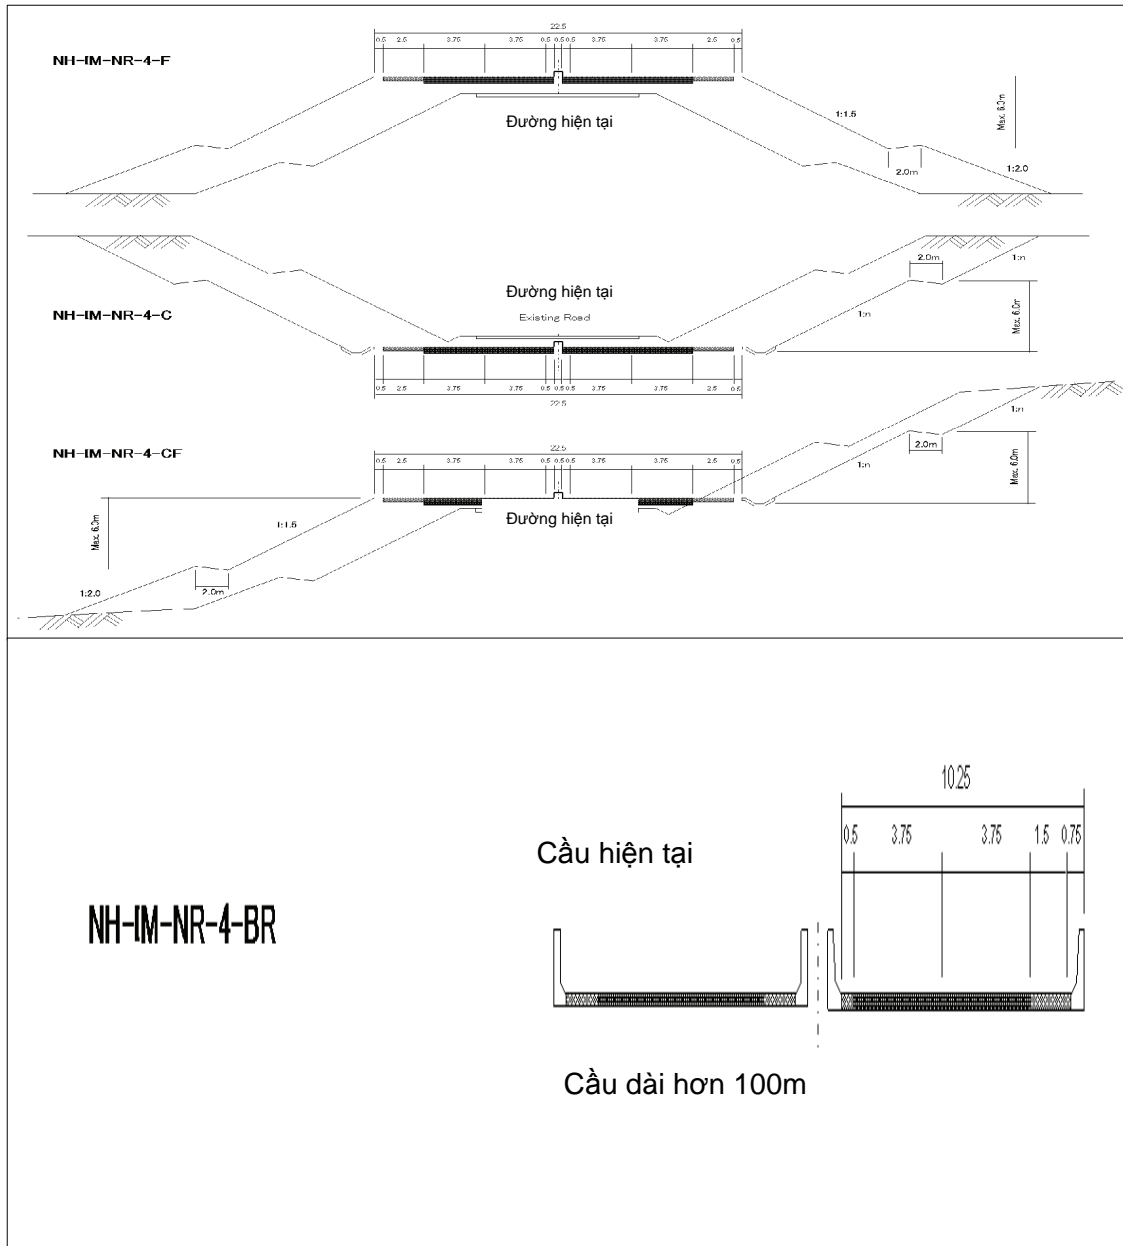 22.5
0.5 2.5 3.75 3.75 0.5 0.5 0.5 3.75 3.75 2.5 0.5
NH-IM-NR-4-F
Đường hiện tại
1:1.5
Max. 6.0m
2.0m
1:2.0
2.0m
1:n
Đường hiện tại
NH-IM-NR-4-C
Existing Road
1:n
Max. 6.0m
0.5 2.5 3.75 3.75 0.5 0.5 0.5 3.75 3.75 2.5 0.5
22.5
1:n
NH-IM-NR-4-CF
22.5
2.0m
0.5 2.5 3.75 3.75 0.5 0.5 0.5 3.75 3.75 2.5 0.5
1:n
Max. 6.0m
Đường hiện tại
1:1.5
Max. 6.0m
1:2.0
2.0m
10.25
0.5 3.75 3.75 1.5 0.75
Cầu hiện tại
NH-IM-NR-4-BR
Cầu dài hơn 100m